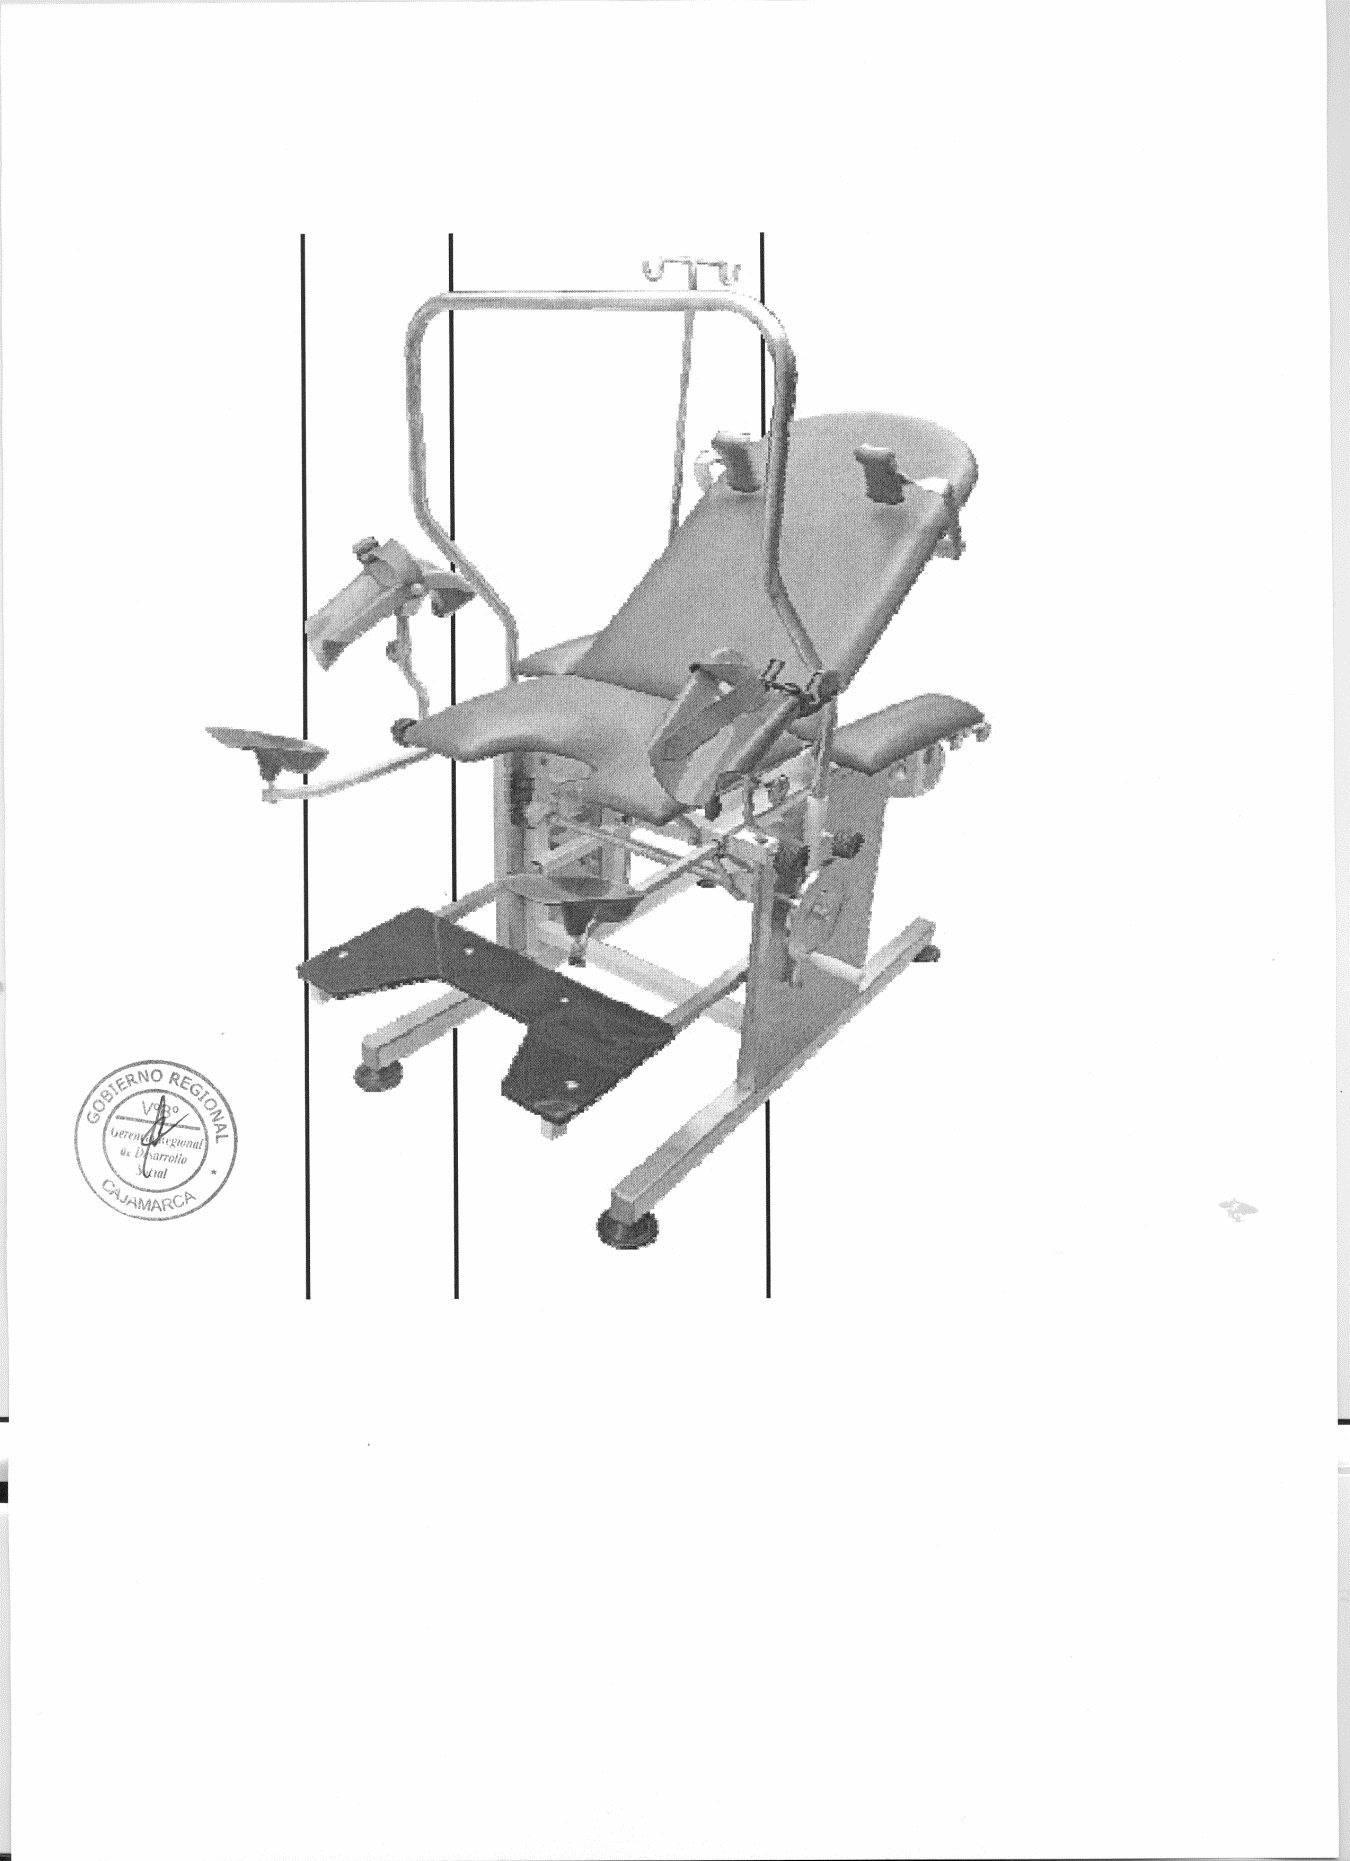 GOBIERNO REGIONAL
V°B°
Gerencia Regional
de Desarrollo
Social
CAJAMARCA